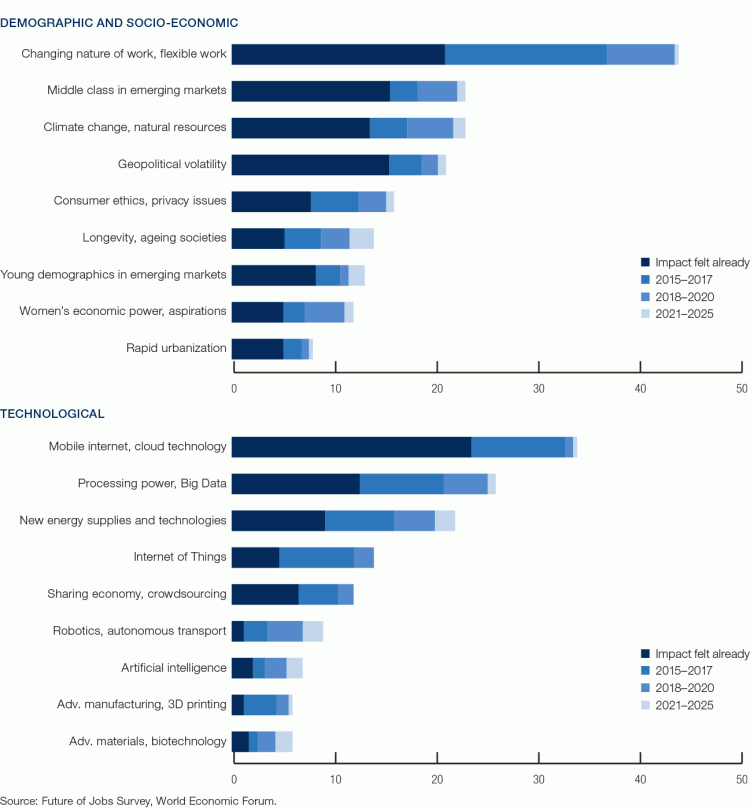 DEMOGRAPHIC AND SOCIO-ECONOMIC
Changing nature of work, flexible work
Middle class in emerging markets
Climate change, natural resources
Geopolitical volatility
Consumer ethics, privacy issues
Longevity, ageing societies
Young demographics in emerging markets
Women's economic power, aspirations
Rapid urbanization
Impact felt already
2015–2017
2018–2020
2021–2025
0 10 20 30 40 50
TECHNOLOGICAL
Mobile internet, cloud technology
Processing power, Big Data
New energy supplies and technologies
Internet of Things
Sharing economy, crowdsourcing
Robotics, autonomous transport
Artificial intelligence
Adv. manufacturing, 3D printing
Adv. materials, biotechnology
Impact felt already
2015–2017
2018–2020
2021–2025
0 10 20 30 40 50
Source: Future of Jobs Survey, World Economic Forum.